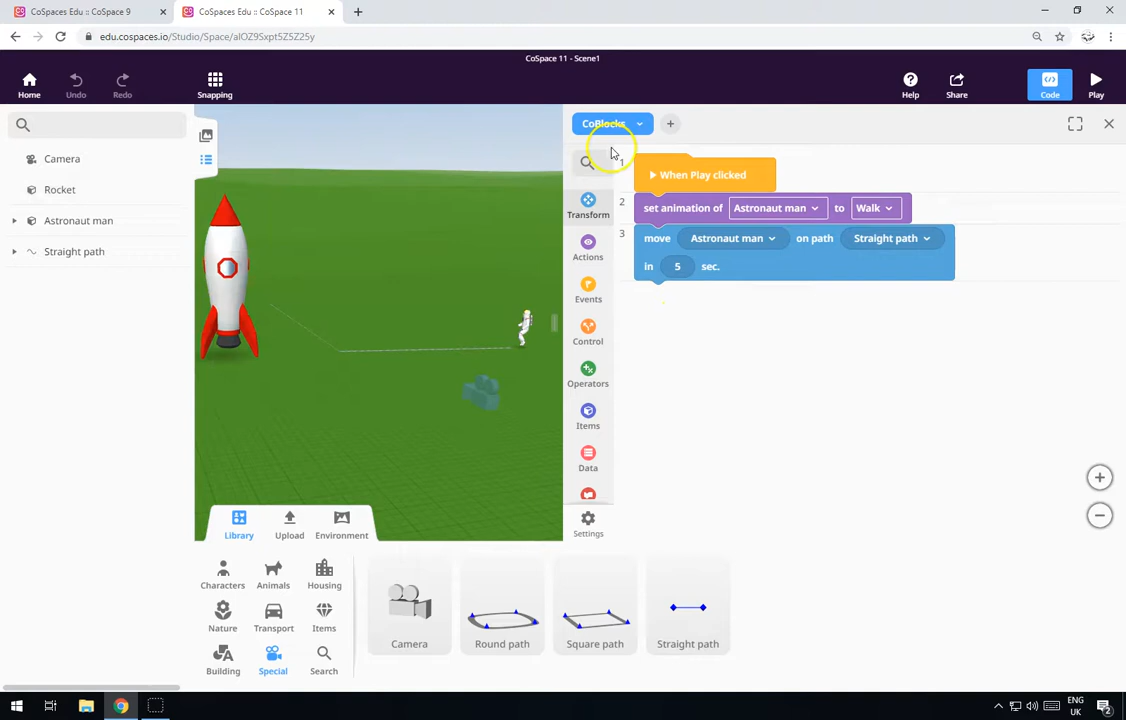 CoSpaces Edu :: CoSpace 9
CoSpaces Edu :: CoSpace 11
edu.cospaces.io/Studio/Space/alOZ9Sxpt5Z5Z25y
CoSpace 11 - Scene1
Home
Undo
Redo
Snapping
Help
Share
Code
Play
Camera
Rocket
Astronaut man
Straight path
CoBlocks
Transform
Actions
Events
Control
Operators
Items
Data
Settings
1
When Play clicked
2
set animation of Astronaut man to Walk
3
move Astronaut man on path Straight path
in 5 sec.
Library
Upload
Environment
Characters
Animals
Housing
Nature
Transport
Items
Building
Special
Search
Camera
Round path
Square path
Straight path
ENG
UK
2